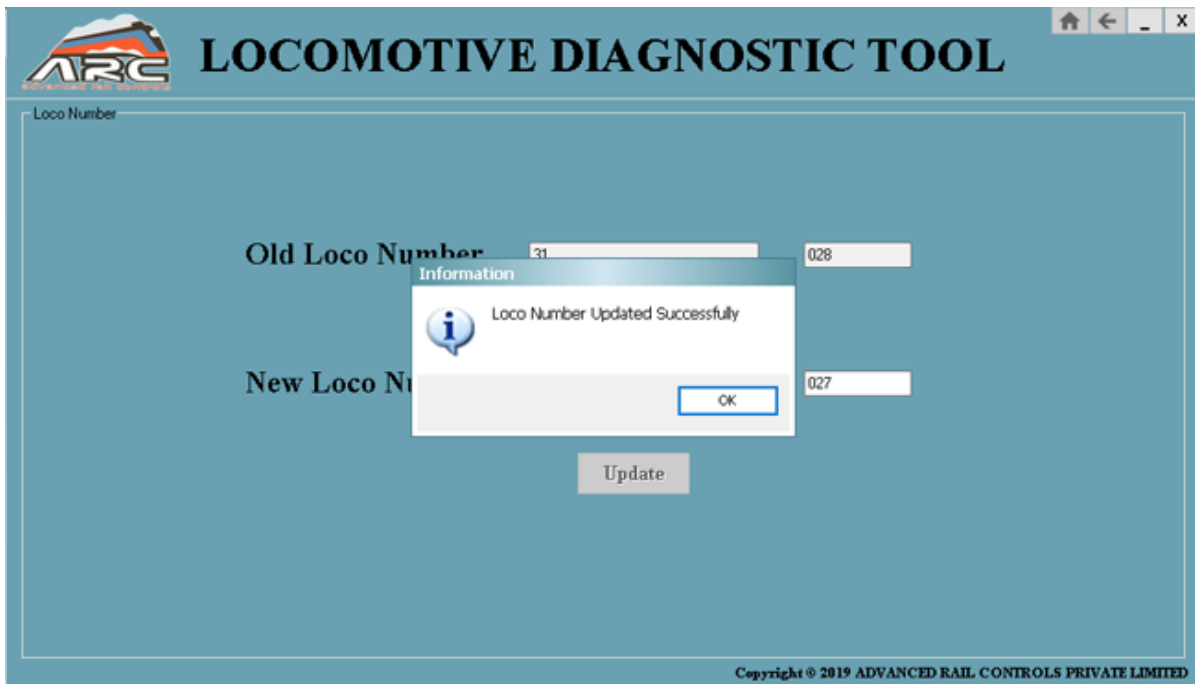 ARC
advanced rail controls
LOCOMOTIVE DIAGNOSTIC TOOL
X
Loco Number
Old Loco Number 31 028
Information
Loco Number Updated Successfully
New Loco 027
OK
Update
Copyright © 2019 ADVANCED RAIL CONTROLS PRIVATE LIMITED